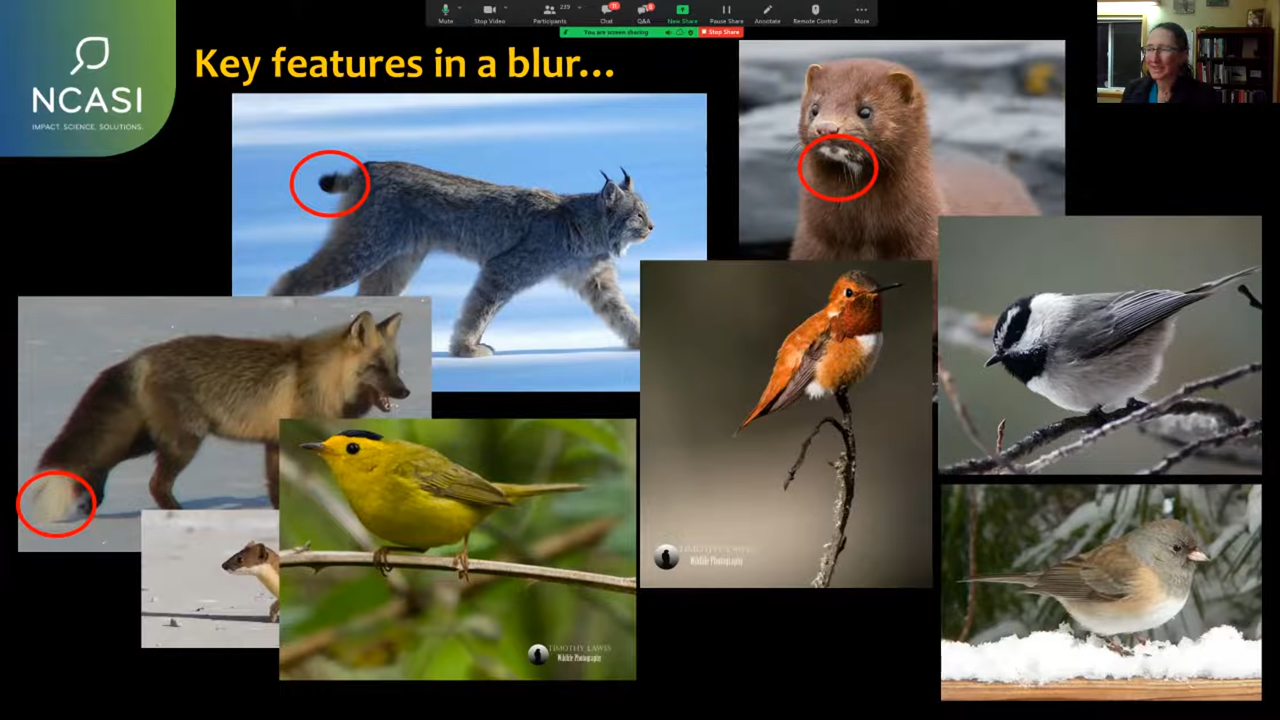 Mute
Stop Video
Participants
239
Chat
Q&A
New Share
Pause Share
Annotate
Remote Control
More
You are screen sharing
Stop Share
NCASI
IMPACT. SCIENCE. SOLUTIONS.
Key features in a blur...
TIMOTHY LAWES
Wildlife Photography
TIMOTHY LAWES
Wildlife Photography